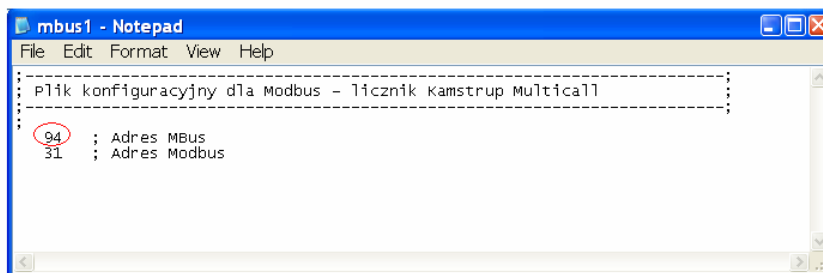 mbus1 - Notepad
File Edit Format View Help
;-----------------------------------------------------------------------;
; Plik konfiguracyjny dla Modbus – licznik Kamstrup Multicall ;
;-----------------------------------------------------------------------;
;
94 ; Adres MBus
31 ; Adres Modbus